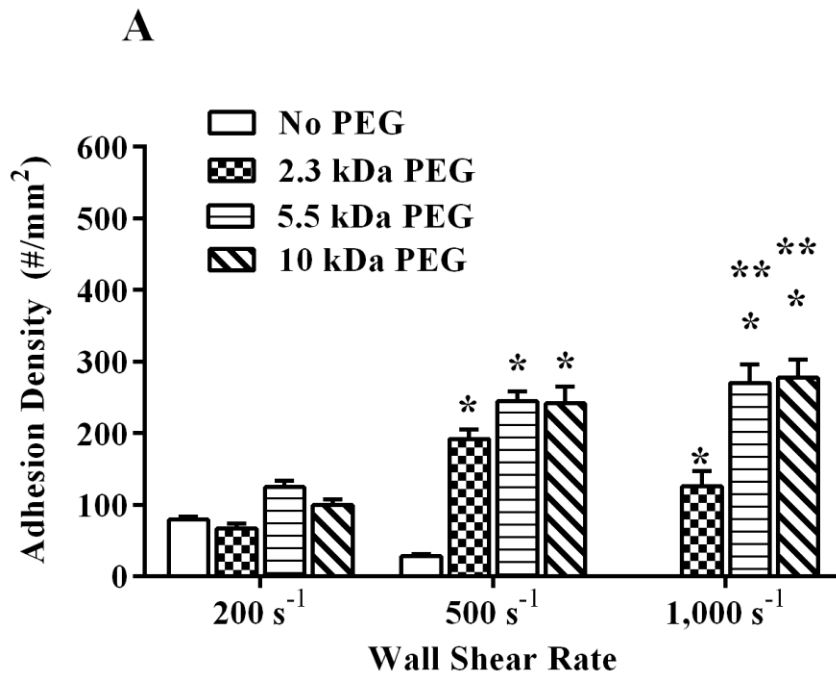 A
No PEG
2.3 kDa PEG
5.5 kDa PEG
10 kDa PEG
Adhesion Density (#/mm²)
600
500
400
300
200
100
0
** **
* * * * *
* *
200 s⁻¹ 500 s⁻¹ 1,000 s⁻¹
Wall Shear Rate